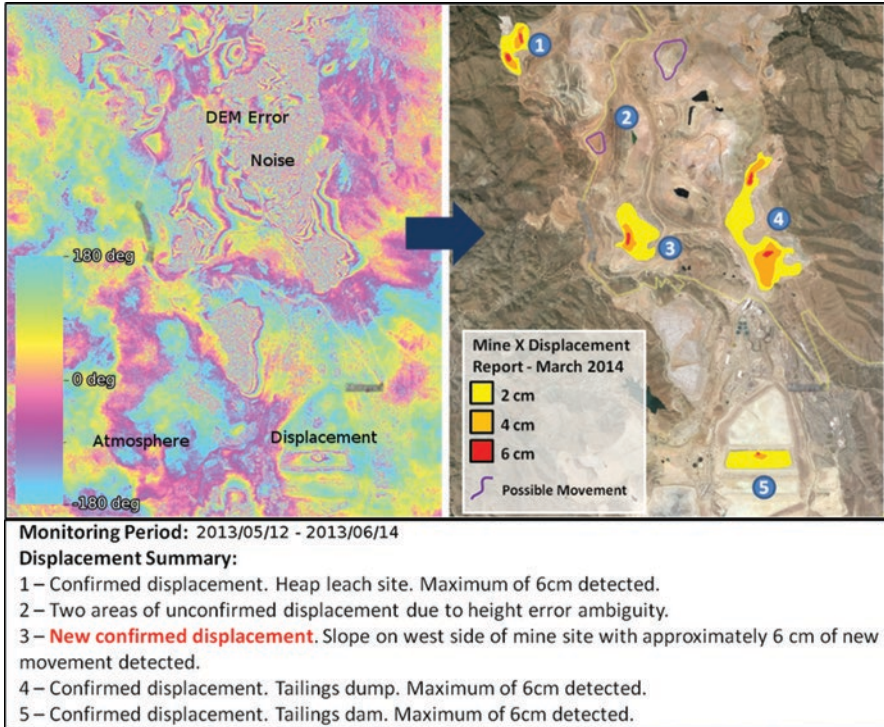 DEM Error
Noise
180 deg
0 deg
Atmosphere
Displacement
-180 deg
1
2
3
4
5
Mine X Displacement
Report - March 2014
2 cm
4 cm
6 cm
Possible Movement
Monitoring Period: 2013/05/12 - 2013/06/14
Displacement Summary:
1 – Confirmed displacement. Heap leach site. Maximum of 6cm detected.
2 – Two areas of unconfirmed displacement due to height error ambiguity.
3 – New confirmed displacement. Slope on west side of mine site with approximately 6 cm of new
movement detected.
4 – Confirmed displacement. Tailings dump. Maximum of 6cm detected.
5 – Confirmed displacement. Tailings dam. Maximum of 6cm detected.